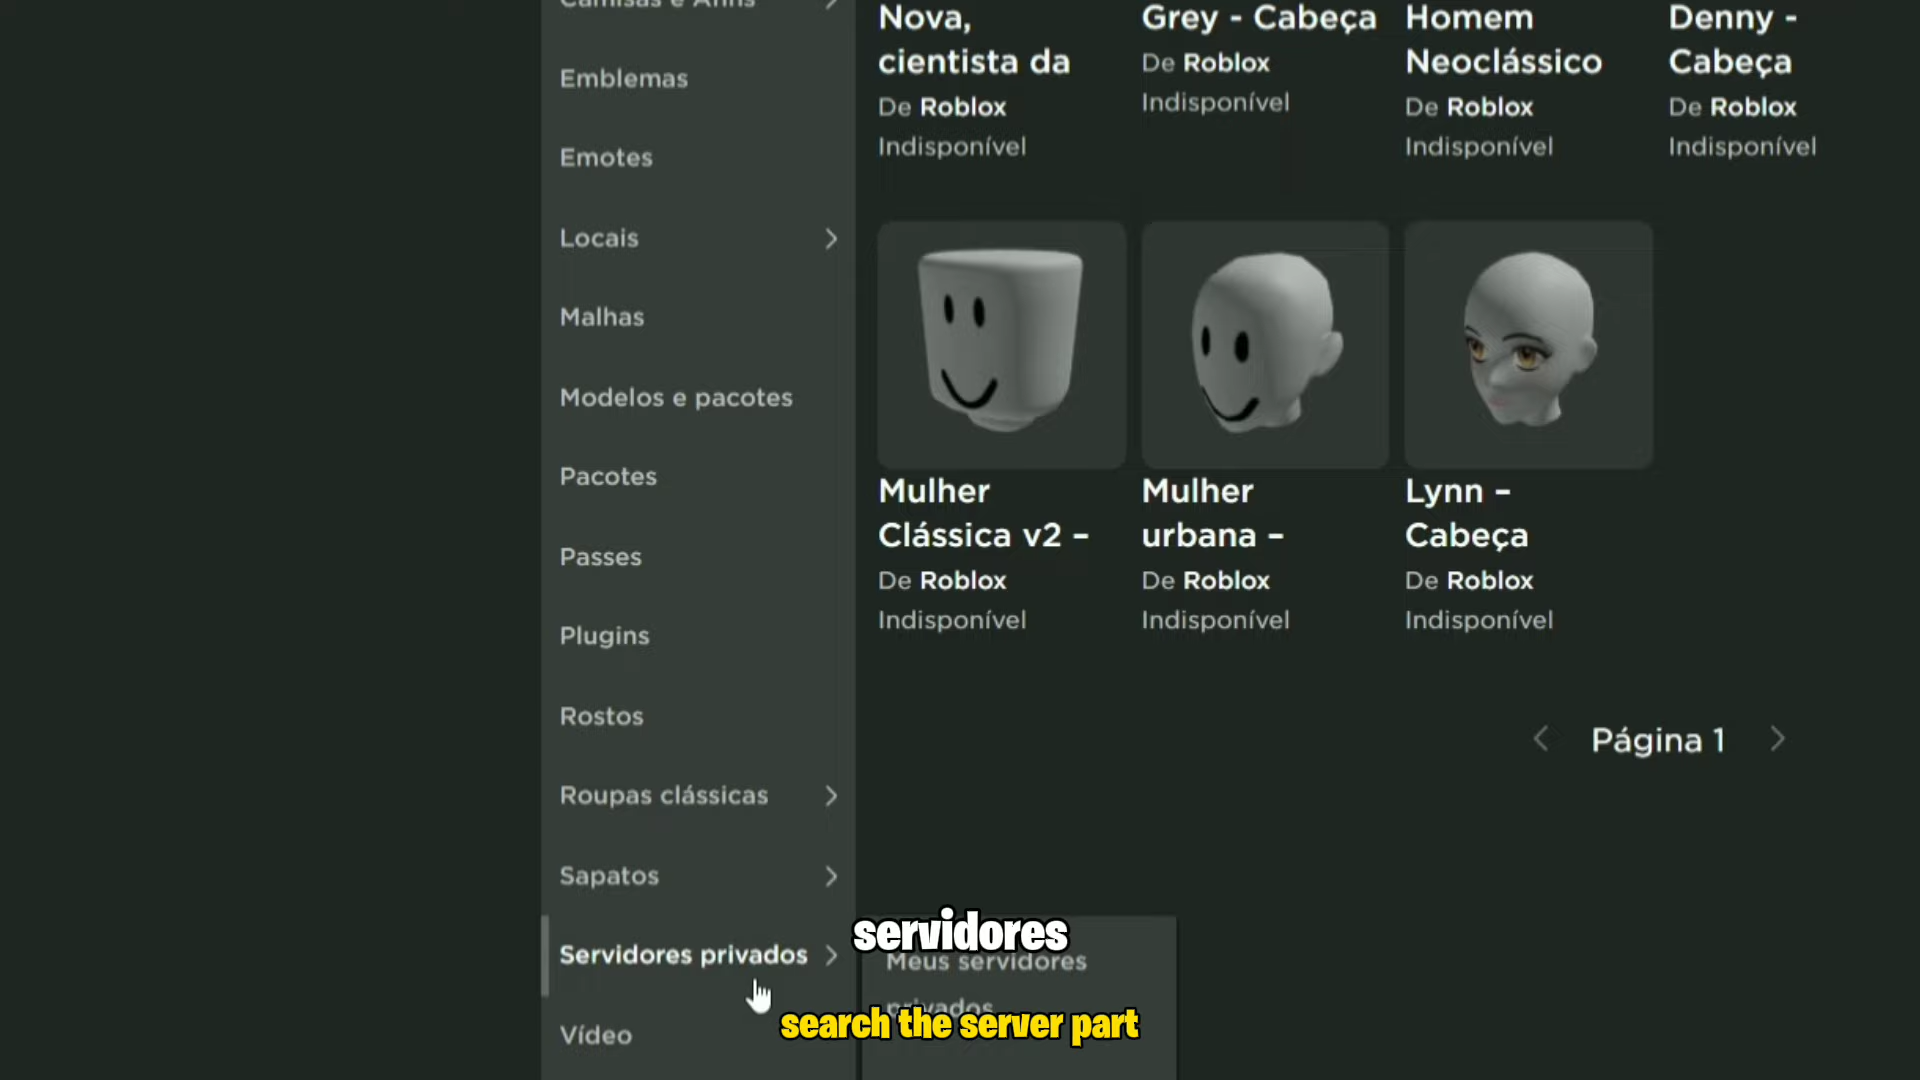 Camisas e Afins
Emblemas
Emotes
Locais
Malhas
Modelos e pacotes
Pacotes
Passes
Plugins
Rostos
Roupas clássicas
Sapatos
Servidores privados
Vídeo
Nova,
cientista da
De Roblox
Indisponível
Grey - Cabeça
De Roblox
Indisponível
Homem
Neoclássico
De Roblox
Indisponível
Denny -
Cabeça
De Roblox
Indisponível
Mulher
Clássica v2 –
De Roblox
Indisponível
Mulher
urbana –
De Roblox
Indisponível
Lynn –
Cabeça
De Roblox
Indisponível
Página 1
servidores
Meus servidores
privados
search the server part